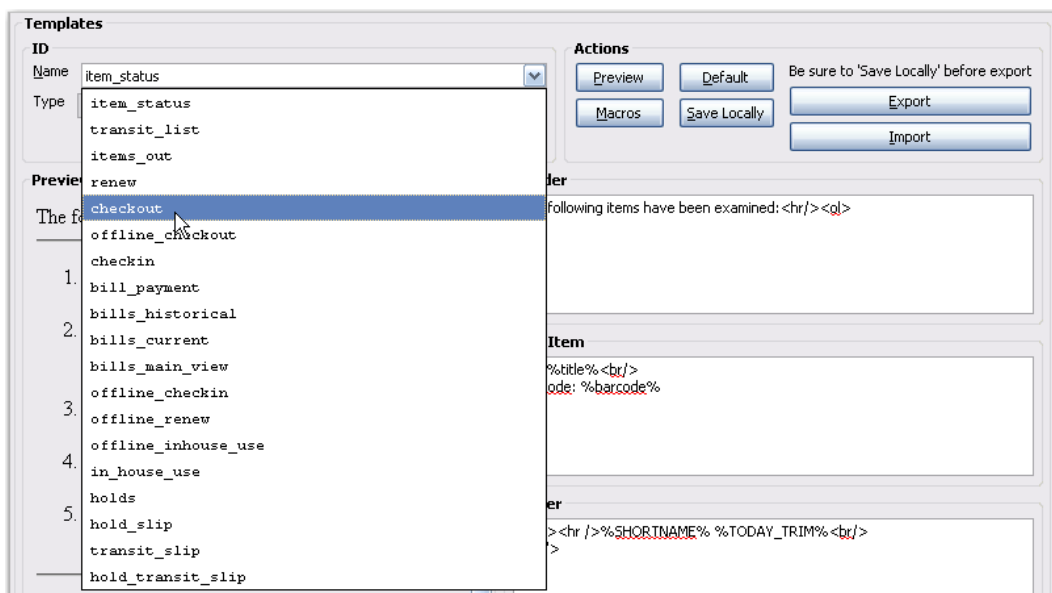 Templates
ID
Name item_status
Type
item_status
transit_list
items_out
renew
checkout
offline_checkout
checkin
bill_payment
bills_historical
bills_current
bills_main_view
offline_checkin
offline_renew
offline_inhouse_use
in_house_use
holds
hold_slip
transit_slip
hold_transit_slip
Actions
Preview Default Be sure to 'Save Locally' before export
Macros Save Locally Export
Import
Previe
The fo
1.
2.
3.
4.
5.
der
following items have been examined:<hr/><ol>
Item
%title%<br/>
ode: %barcode%
er
><hr />%SHORTNAME% %TODAY_TRIM%<br/>
'>